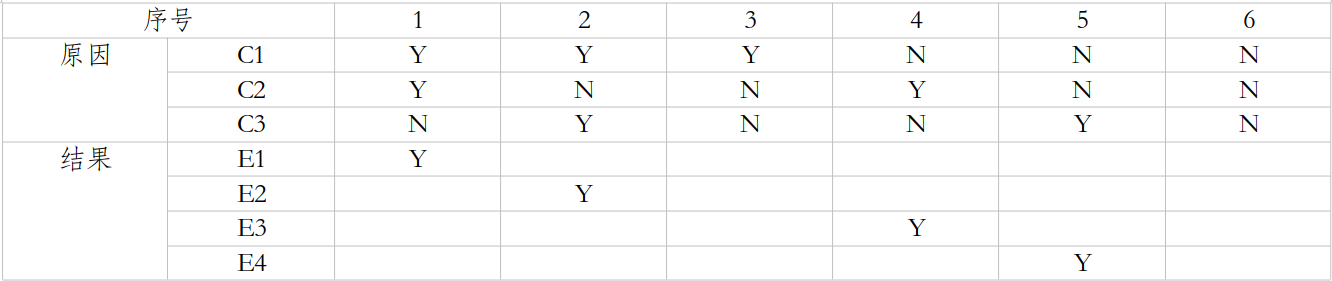 序号 1 2 3 4 5 6
原因 C1 Y Y Y N N N
C2 Y N N Y N N
C3 N Y N N Y N
结果 E1 Y
E2 Y
E3 Y
E4 Y